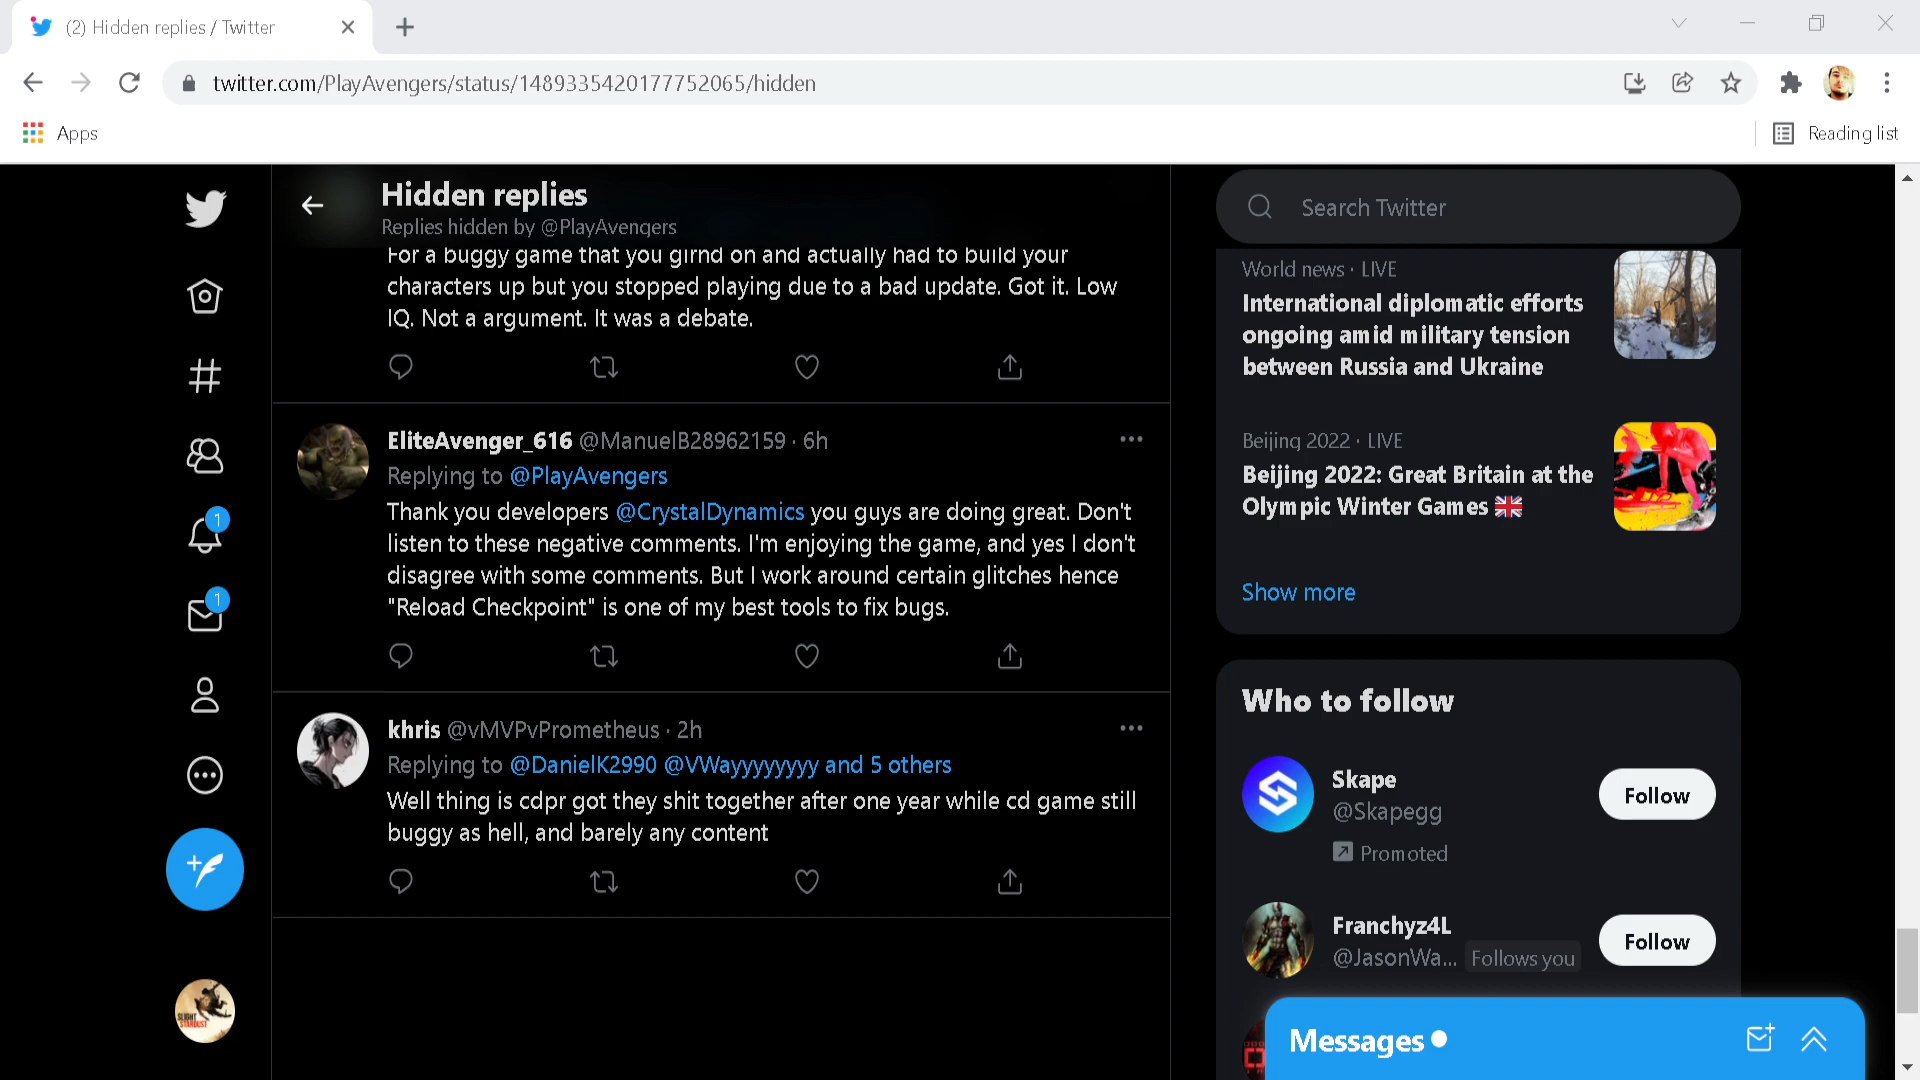 (2) Hidden replies / Twitter
twitter.com/PlayAvengers/status/1489335420177752065/hidden
Apps
Reading list
Hidden replies
Replies hidden by @PlayAvengers
For a buggy game that you girnd on and actually had to build your
characters up but you stopped playing due to a bad update. Got it. Low
IQ. Not a argument. It was a debate.
EliteAvenger_616 @ManuelB28962159 · 6h
Replying to @PlayAvengers
Thank you developers @CrystalDynamics you guys are doing great. Don't
listen to these negative comments. I'm enjoying the game, and yes I don't
disagree with some comments. But I work around certain glitches hence
"Reload Checkpoint" is one of my best tools to fix bugs.
khris @vMVPvPrometheus · 2h
Replying to @DanielK2990 @VWayyyyyyyy and 5 others
Well thing is cdpr got they shit together after one year while cd game still
buggy as hell, and barely any content
1
1
SLIGHT
STARDUST
Search Twitter
World news · LIVE
International diplomatic efforts
ongoing amid military tension
between Russia and Ukraine
Beijing 2022 · LIVE
Beijing 2022: Great Britain at the
Olympic Winter Games 🇬🇧
Show more
Who to follow
Skape
@Skapegg
Promoted
Follow
Franchyz4L
@JasonWa... Follows you
Follow
Messages